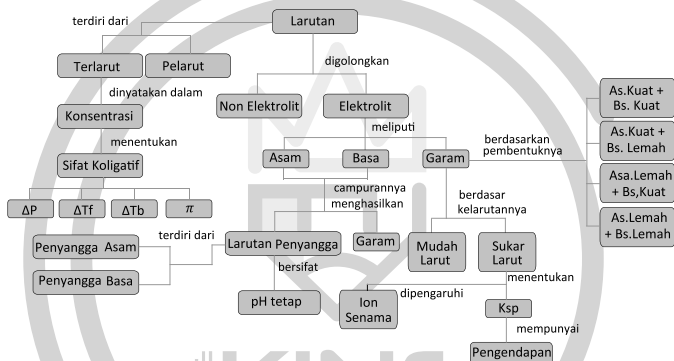 Larutan
terdiri dari
digolongkan
Terlarut
Pelarut
dinyatakan dalam
Konsentrasi
menentukan
Sifat Koligatif
ΔP
ΔTf
ΔTb
π
Non Elektrolit
Elektrolit
meliputi
Asam
Basa
Garam
berdasarkan
pembentuknya
As.Kuat +
Bs. Kuat
As.Kuat +
Bs. Lemah
Asa.Lemah
+ Bs,Kuat
As.Lemah
+ Bs.Lemah
campurannya
menghasilkan
berdasar
kelarutannya
Penyangga Asam
Penyangga Basa
terdiri dari
Larutan Penyangga
Garam
bersifat
pH tetap
Mudah
Larut
Sukar
Larut
menentukan
Ion
Senama
dipengaruhi
Ksp
mempunyai
Pengendapan